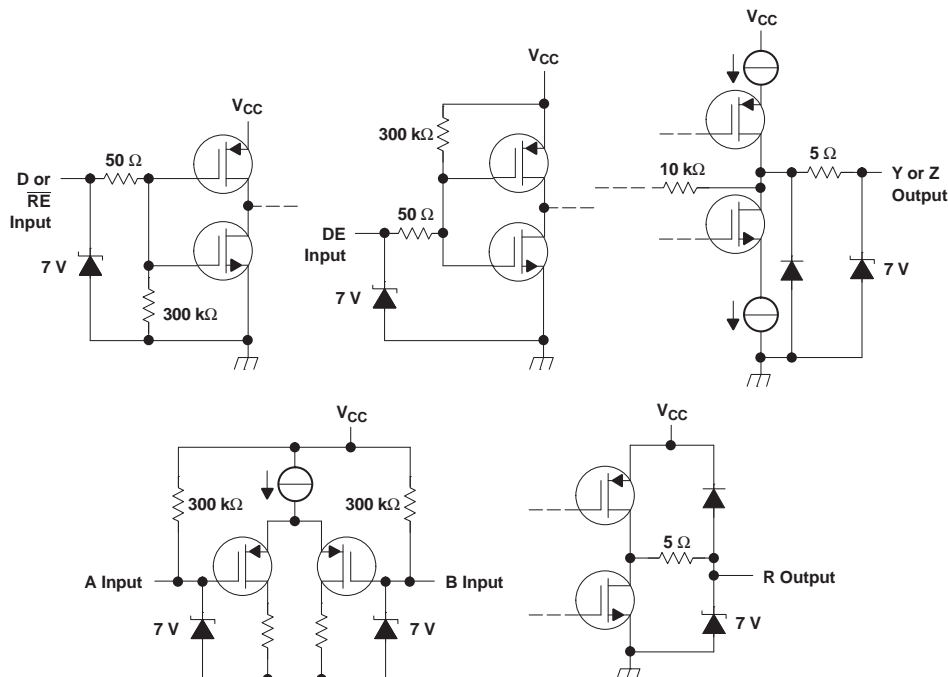 VCC
50 Ω
D or
RE
Input
7 V
300 kΩ
VCC
300 kΩ
50 Ω
DE
Input
7 V
VCC
10 kΩ
5 Ω
Y or Z
Output
7 V
VCC
300 kΩ
300 kΩ
A Input
B Input
7 V
7 V
VCC
5 Ω
R Output
7 V